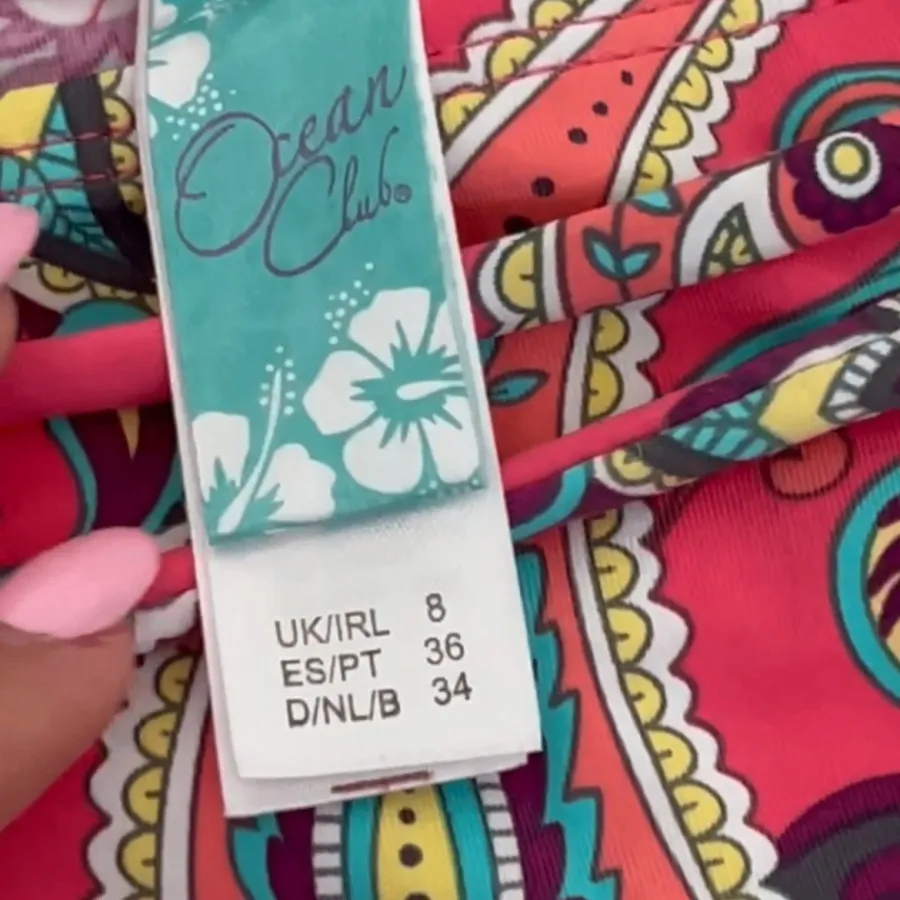 Ocean
Club®
UK/IRL 8
ES/PT 36
D/NL/B 34